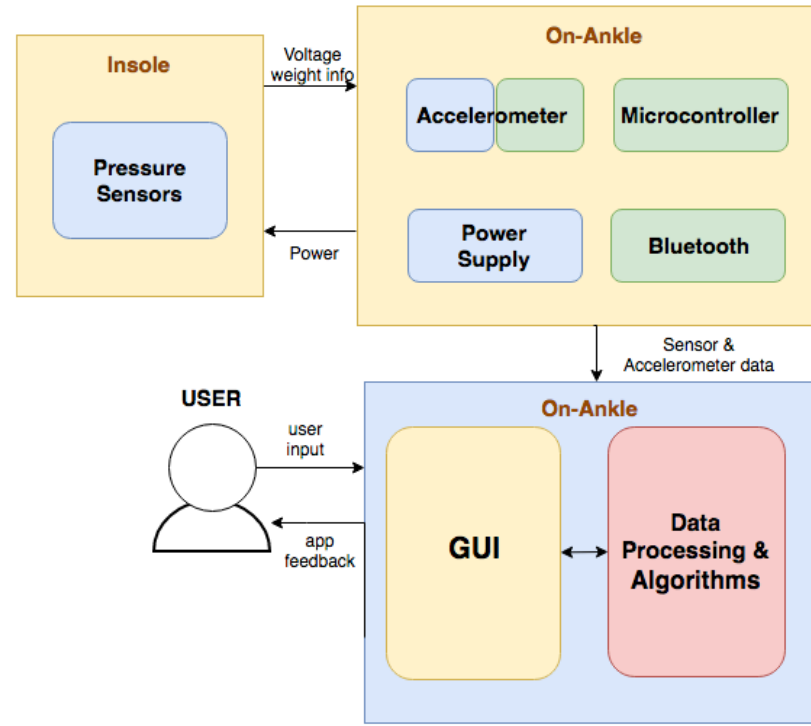 Insole
Pressure
Sensors
Voltage
weight info
Power
On-Ankle
Accelerometer
Microcontroller
Power
Supply
Bluetooth
Sensor &
Accelerometer data
USER
user
input
app
feedback
On-Ankle
GUI
Data
Processing &
Algorithms